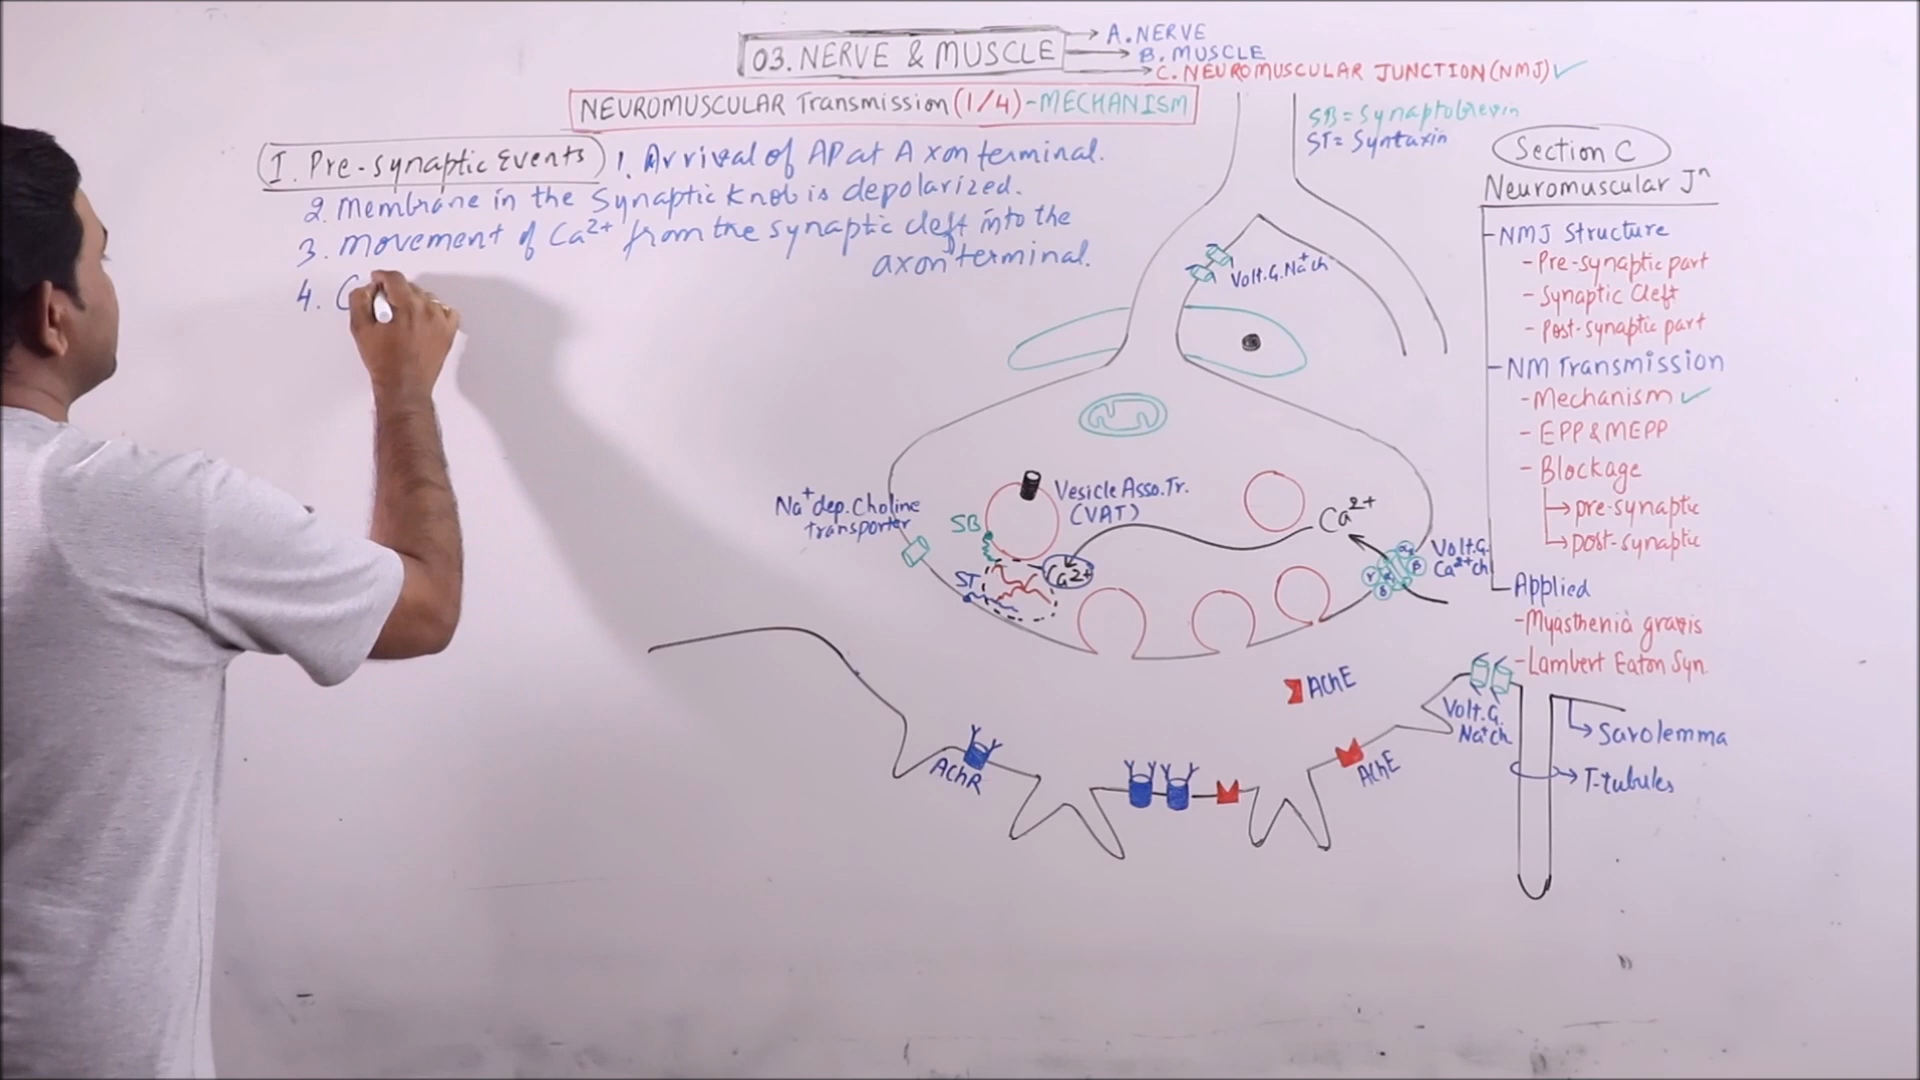 03. NERVE & MUSCLE
A. NERVE
B. MUSCLE
C. NEUROMUSCULAR JUNCTION (NMJ) ✓
NEUROMUSCULAR Transmission (1/4) - MECHANISM
SB = Synaptobrevin
ST = Syntaxin
I. Pre-synaptic Events 1. Arrival of AP at Axon terminal.
2. Membrane in the Synaptic Knob is depolarized.
3. Movement of Ca2+ from the synaptic cleft into the
axon terminal.
4. C
Volt.G.Na+ch
Na+dep.Choline
transporter
Vesicle Asso.Tr.
(VAT)
SB
ST
Ca2+
Ca2+
Volt.G.
Ca2+ch
α
β
γ
α
δ
AchE
AchR
AchE
Volt.G.
Na+ch
Sarolemma
T-tubules
Section C
Neuromuscular Jn
- NMJ Structure
- Pre-synaptic part
- Synaptic Cleft
- Post-synaptic part
- NM Transmission
- Mechanism ✓
- EPP & MEPP
- Blockage
pre-synaptic
post-synaptic
Applied
- Myasthenia gravis
- Lambert Eaton Syn.